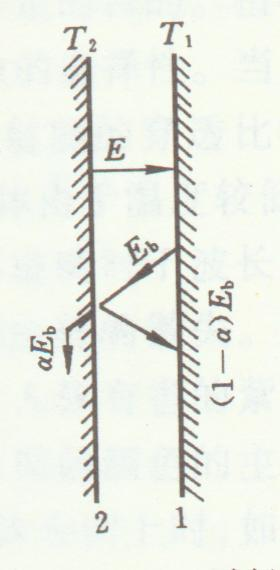 T₂ T₁
E
E_b
αE_b
(1-α)E_b
2 1